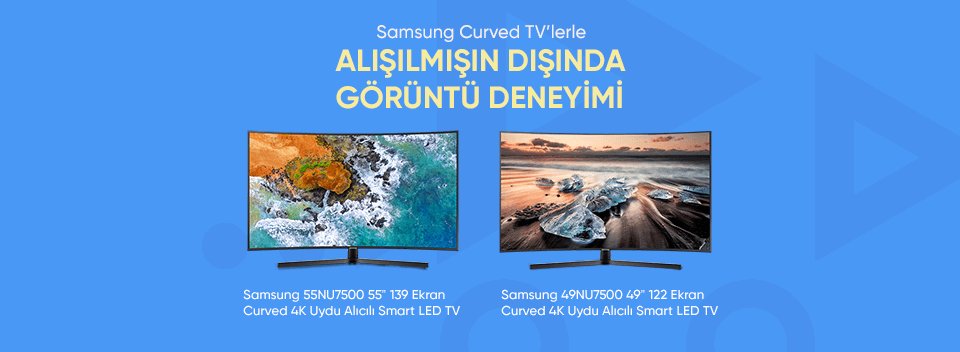 Samsung Curved TV’lerle
ALIŞILMIŞIN DIŞINDA
GÖRÜNTÜ DENEYİMİ
Samsung 55NU7500 55" 139 Ekran
Curved 4K Uydu Alıcılı Smart LED TV
Samsung 49NU7500 49" 122 Ekran
Curved 4K Uydu Alıcılı Smart LED TV